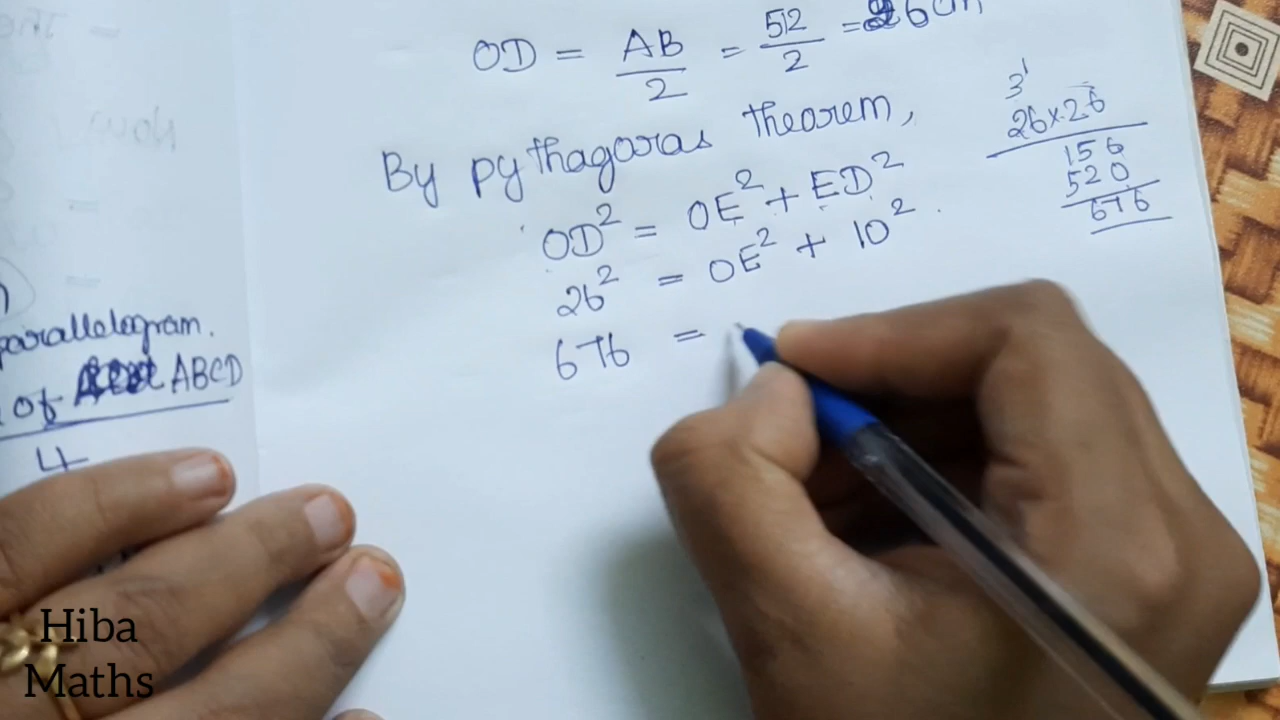 OD = AB/2 = 52/2 = 26cm
By pythagoras theorem,
OD² = OE² + ED²
26² = OE² + 10²
676 =
3¹
26×26
156
520
676
parallelogram.
of ABCD
4
Hiba
Maths